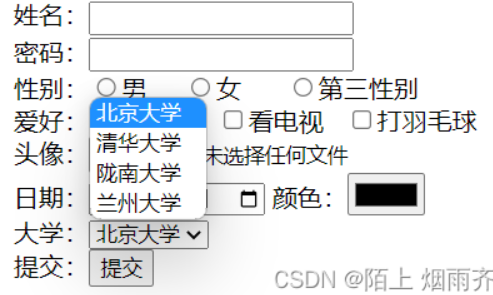 姓名：
密码：
性别： 男 女 第三性别
爱好： 看电视 打羽毛球
头像： 未选择任何文件
日期： 颜色：
北京大学
清华大学
陇南大学
兰州大学
大学： 北京大学
提交： 提交
CSDN @陌上 烟雨齐